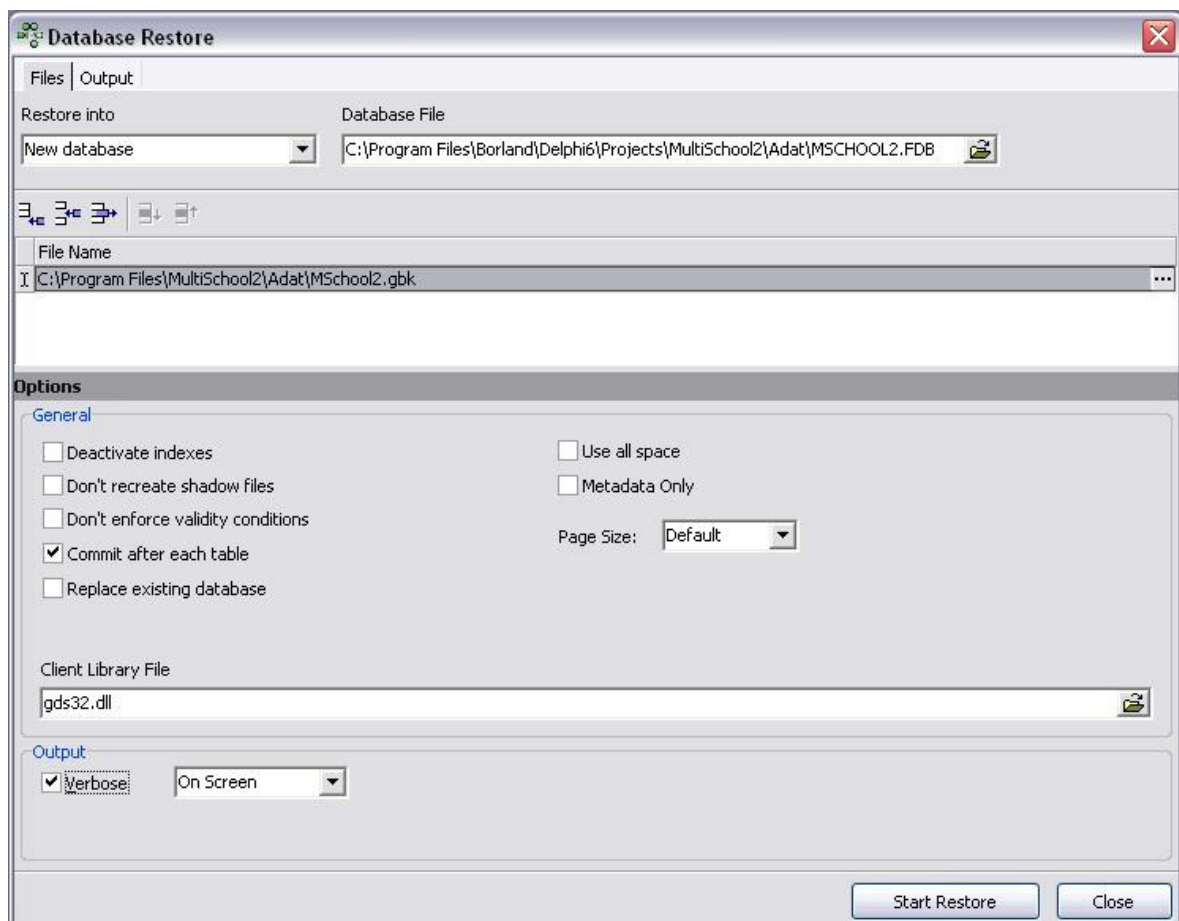 Database Restore
Files Output
Restore into Database File
New database C:\Program Files\Borland\Delphi6\Projects\MultiSchool2\Adat\MSCHOOL2.FDB
File Name
C:\Program Files\MultiSchool2\Adat\MSchool2.gbk ...
Options
General
Deactivate indexes Use all space
Don't recreate shadow files Metadata Only
Don't enforce validity conditions
Page Size: Default
Commit after each table
Replace existing database
Client Library File
gds32.dll
Output
Verbose On Screen
Start Restore Close